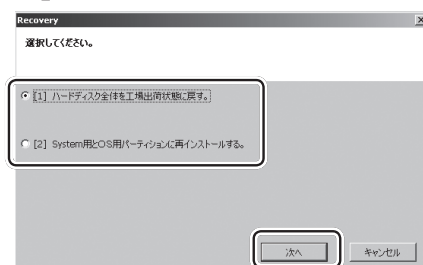 Recovery
選択してください。
[1] ハードディスク全体を工場出荷状態に戻す。
[2] System用とOS用パーティションに再インストールする。
次へ
キャンセル